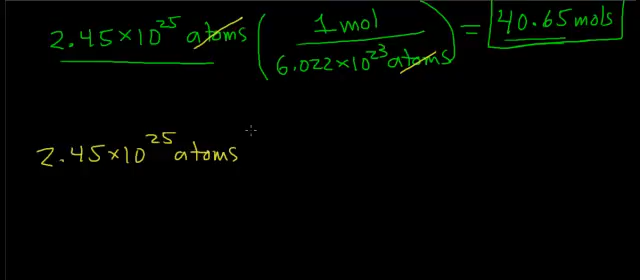 2.45×10^25 atoms (1 mol / 6.022×10^23 atoms) = 40.65 mols
2.45×10^25 atoms